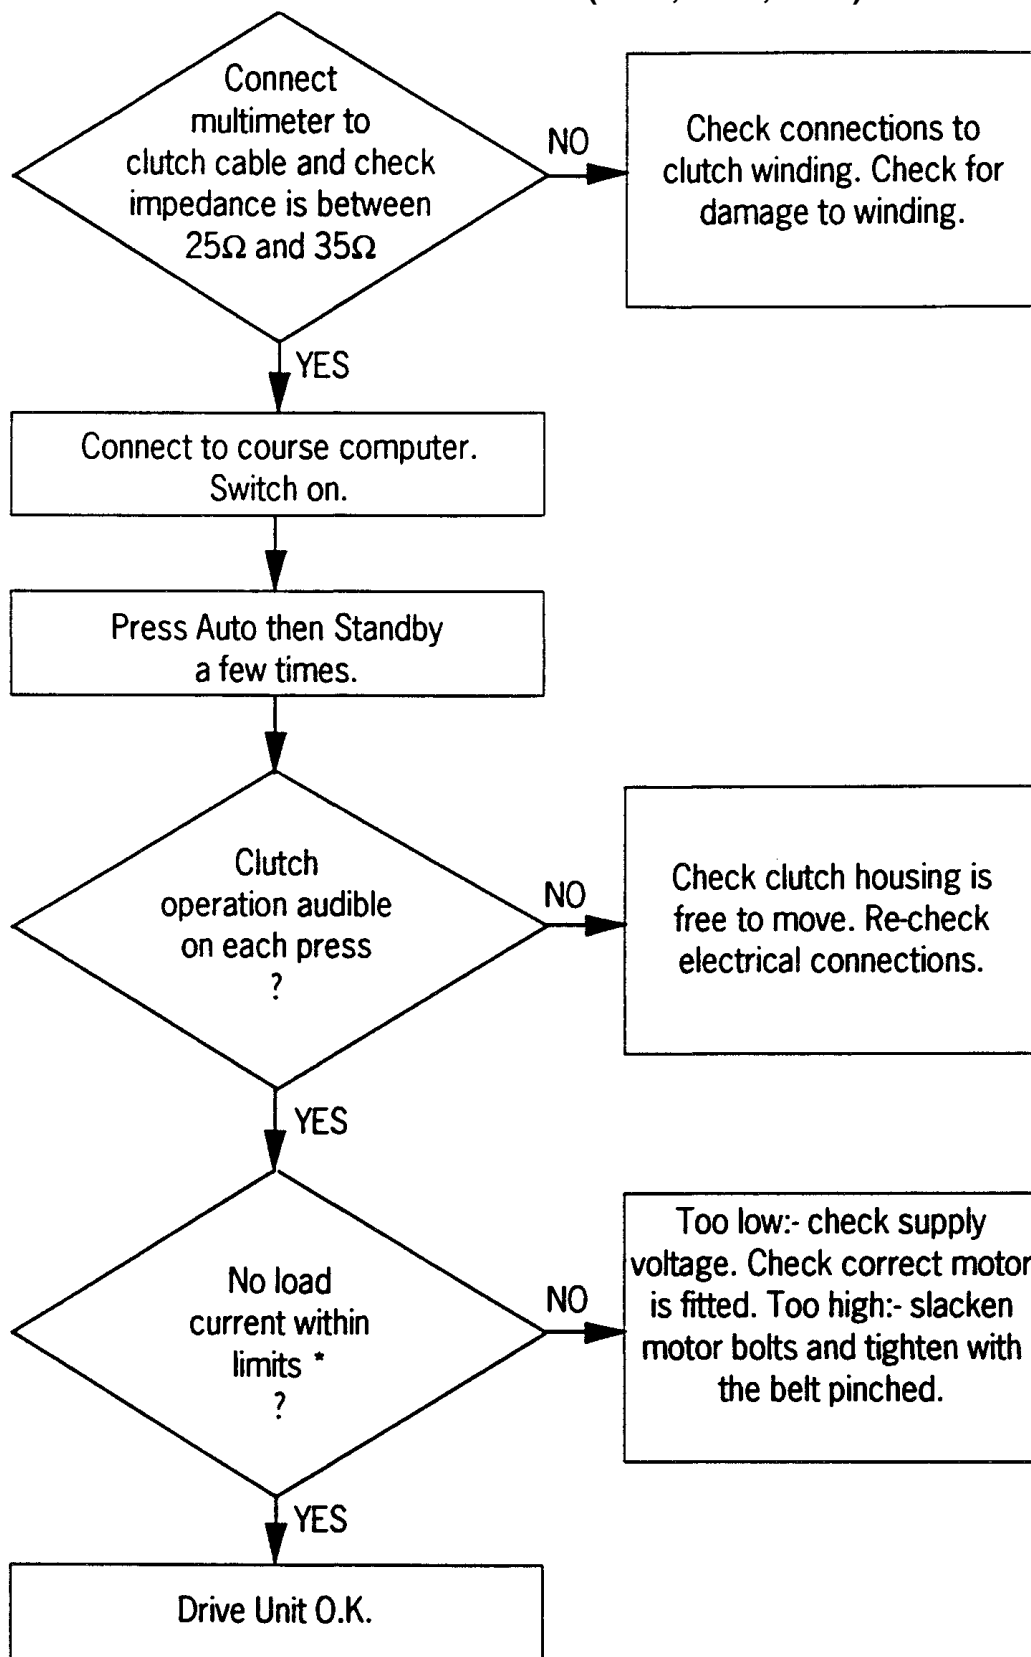 Connect
multimeter to
clutch cable and check
impedance is between
25Ω and 35Ω
NO
Check connections to
clutch winding. Check for
damage to winding.
YES
Connect to course computer.
Switch on.
Press Auto then Standby
a few times.
Clutch
operation audible
on each press
?
NO
Check clutch housing is
free to move. Re-check
electrical connections.
YES
No load
current within
limits *
?
NO
Too low:- check supply
voltage. Check correct motor
is fitted. Too high:- slacken
motor bolts and tighten with
the belt pinched.
YES
Drive Unit O.K.